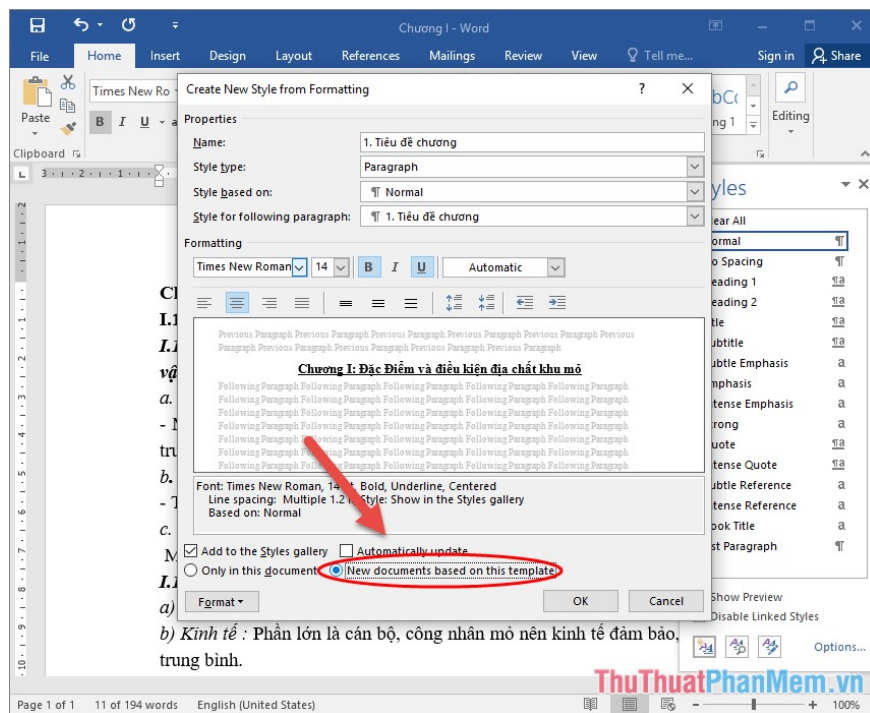 Chương I - Word
File Home Insert Design Layout References Mailings Review View Tell me... Sign in Share
Paste
Clipboard
Times New Ro
B I U
Editing
Create New Style from Formatting ? X
Properties
Name: 1. Tiêu đề chương
Style type: Paragraph
Style based on: ¶ Normal
Style for following paragraph: ¶ 1. Tiêu đề chương
Formatting
Times New Roman 14 B I U Automatic
Previous Paragraph Previous Paragraph Previous Paragraph Previous Paragraph Previous Paragraph Previous
Paragraph Previous Paragraph Previous Paragraph Previous Paragraph Previous Paragraph
Chương I: Đặc Điểm và điều kiện địa chất khu mỏ
Following Paragraph Following Paragraph Following Paragraph Following Paragraph Following Paragraph
Following Paragraph Following Paragraph Following Paragraph Following Paragraph Following Paragraph
Following Paragraph Following Paragraph Following Paragraph Following Paragraph Following Paragraph
Following Paragraph Following Paragraph Following Paragraph Following Paragraph Following Paragraph
Following Paragraph Following Paragraph Following Paragraph Following Paragraph Following Paragraph
Following Paragraph Following Paragraph Following Paragraph Following Paragraph
Following Paragraph Following Paragraph Following Paragraph Following Paragraph
Font: Times New Roman, 14 pt, Bold, Underline, Centered
Line spacing: Multiple 1.2 Style: Show in the Styles gallery
Based on: Normal
Add to the Styles gallery Automatically update
Only in this document New documents based on this template
Format OK Cancel
yles
lear All
ormal
o Spacing
eading 1
eading 2
tle
ubtitle
ubtle Emphasis
mphasis
tense Emphasis
rong
uote
tense Quote
ubtle Reference
tense Reference
ook Title
st Paragraph
Show Preview
Disable Linked Styles
Options...
a.
b.
c.
a)
b) Kinh tế : Phần lớn là cán bộ, công nhân mỏ nên kinh tế đảm bảo,
trung bình.
ThuThuatPhanMem.vn
Page 1 of 1 11 of 194 words English (United States) 100%